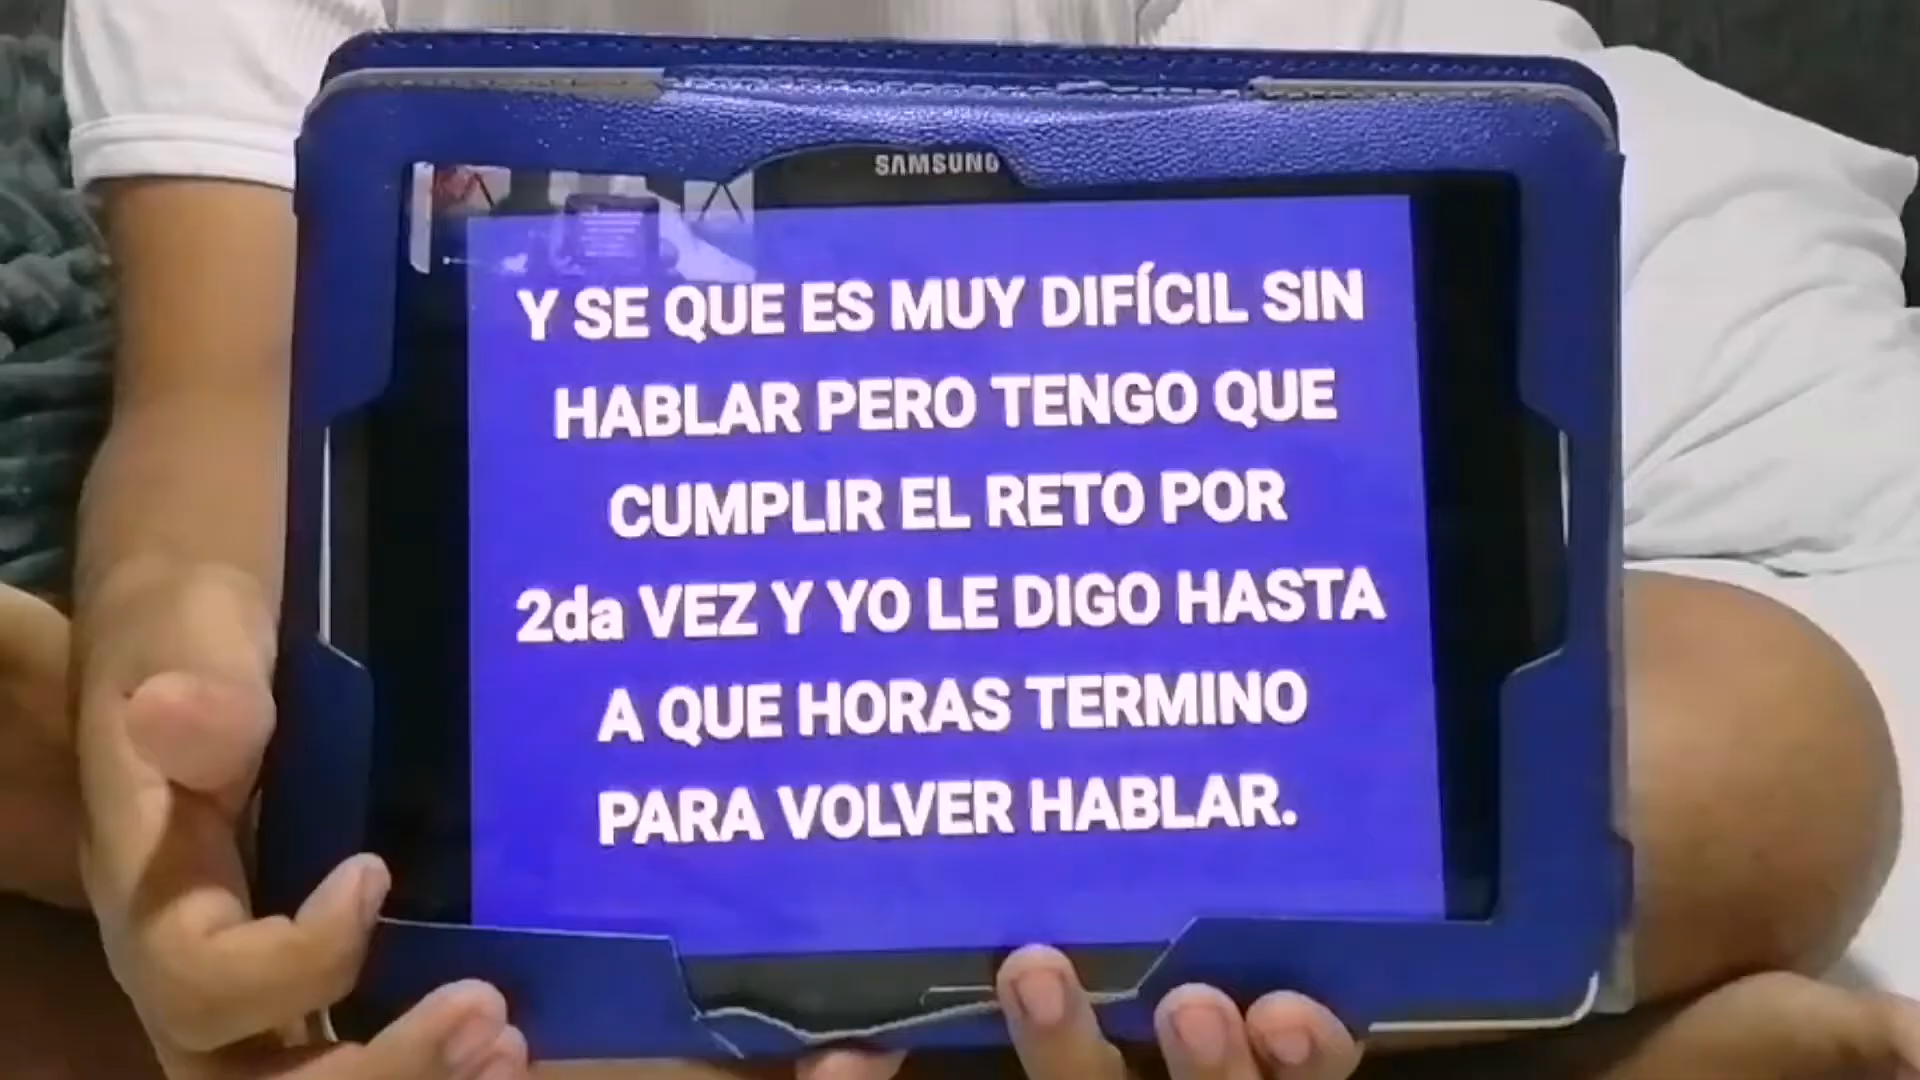 SAMSUNG
Y SE QUE ES MUY DIFÍCIL SIN
HABLAR PERO TENGO QUE
CUMPLIR EL RETO POR
2da VEZ Y YO LE DIGO HASTA
A QUE HORAS TERMINO
PARA VOLVER HABLAR.